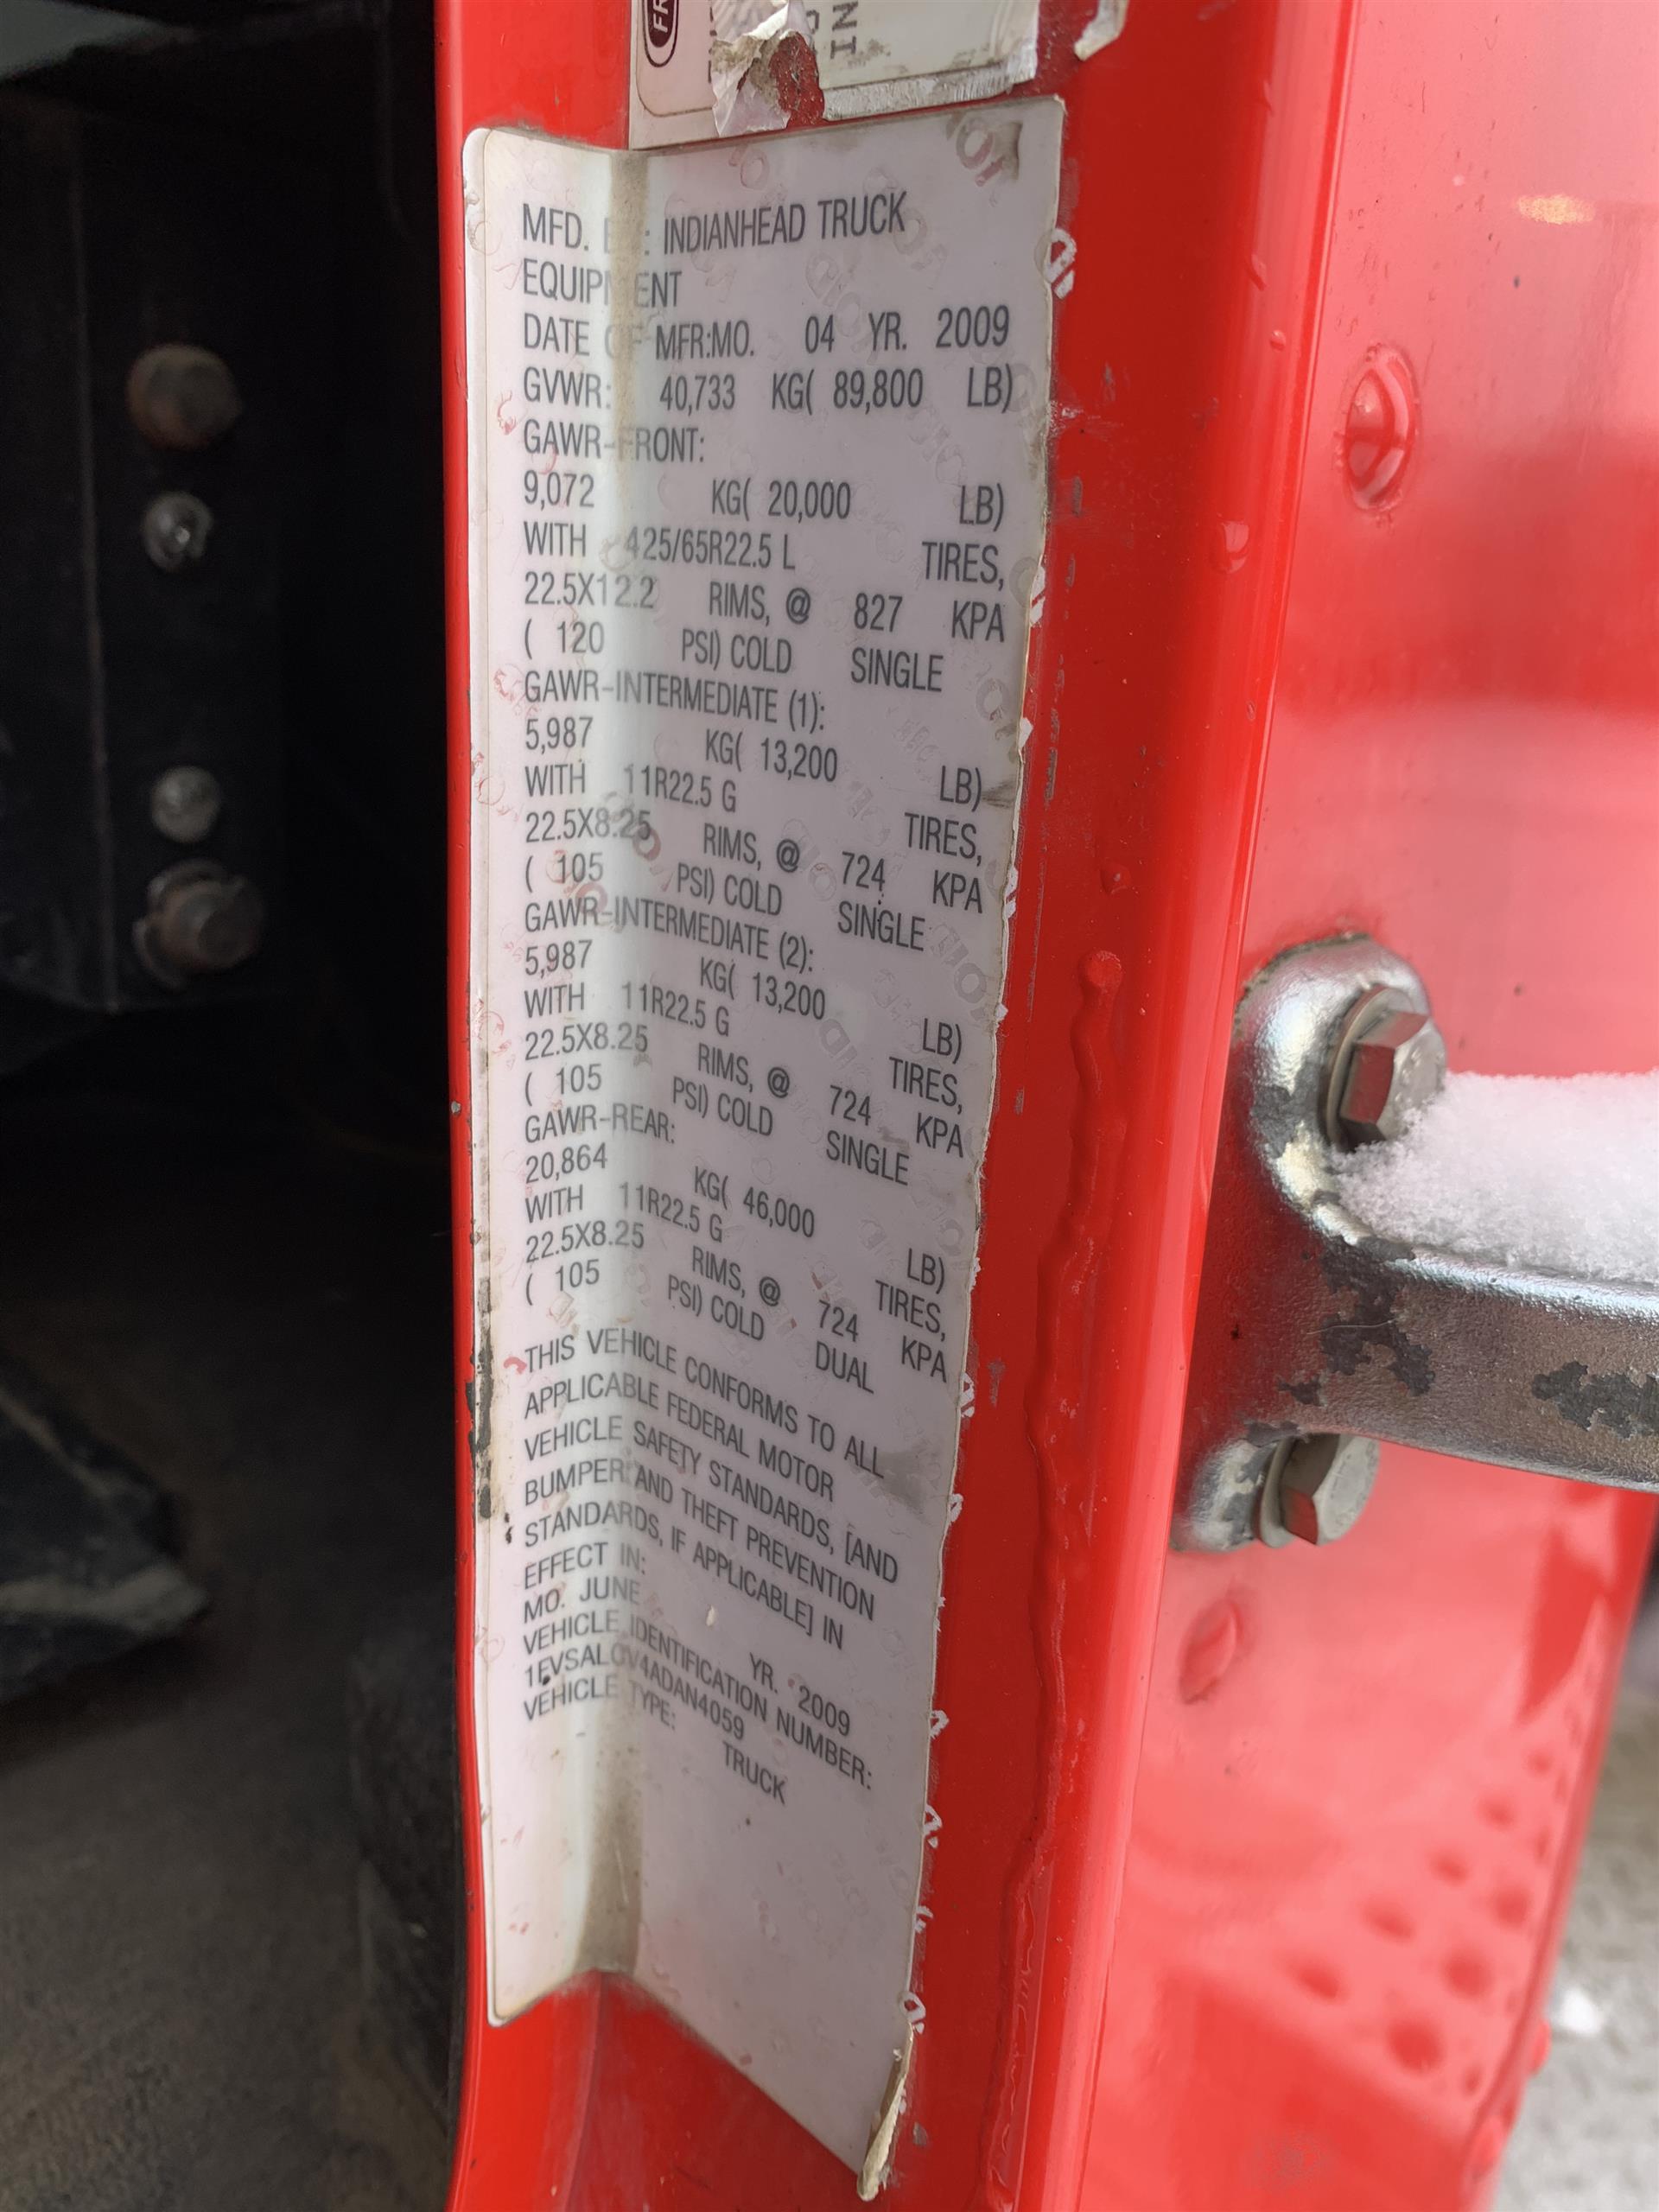 FR
NI
MFD. : INDIANHEAD TRUCK
EQUIPMENT
DATE OF MFR:MO. 04 YR. 2009
GVWR: 40,733 KG( 89,800 LB)
GAWR-FRONT:
9,072 KG( 20,000 LB)
WITH 425/65R22.5 L TIRES,
22.5X12.2 RIMS, @ 827 KPA
( 120 PSI) COLD SINGLE
GAWR-INTERMEDIATE (1):
5,987 KG( 13,200 LB)
WITH 11R22.5 G TIRES,
22.5X8.25 RIMS, @ 724 KPA
( 105 PSI) COLD SINGLE
GAWR-INTERMEDIATE (2):
5,987 KG( 13,200 LB)
WITH 11R22.5 G TIRES,
22.5X8.25 RIMS, @ 724 KPA
( 105 PSI) COLD SINGLE
GAWR-REAR:
20,864 KG( 46,000 LB)
WITH 11R22.5 G TIRES,
22.5X8.25 RIMS, @ 724 KPA
( 105 PSI) COLD DUAL
THIS VEHICLE CONFORMS TO ALL
APPLICABLE FEDERAL MOTOR
VEHICLE SAFETY STANDARDS, [AND
BUMPER AND THEFT PREVENTION
STANDARDS, IF APPLICABLE] IN
EFFECT IN:
MO. JUNE YR. 2009
VEHICLE IDENTIFICATION NUMBER:
VEHICLE TYPE: TRUCK